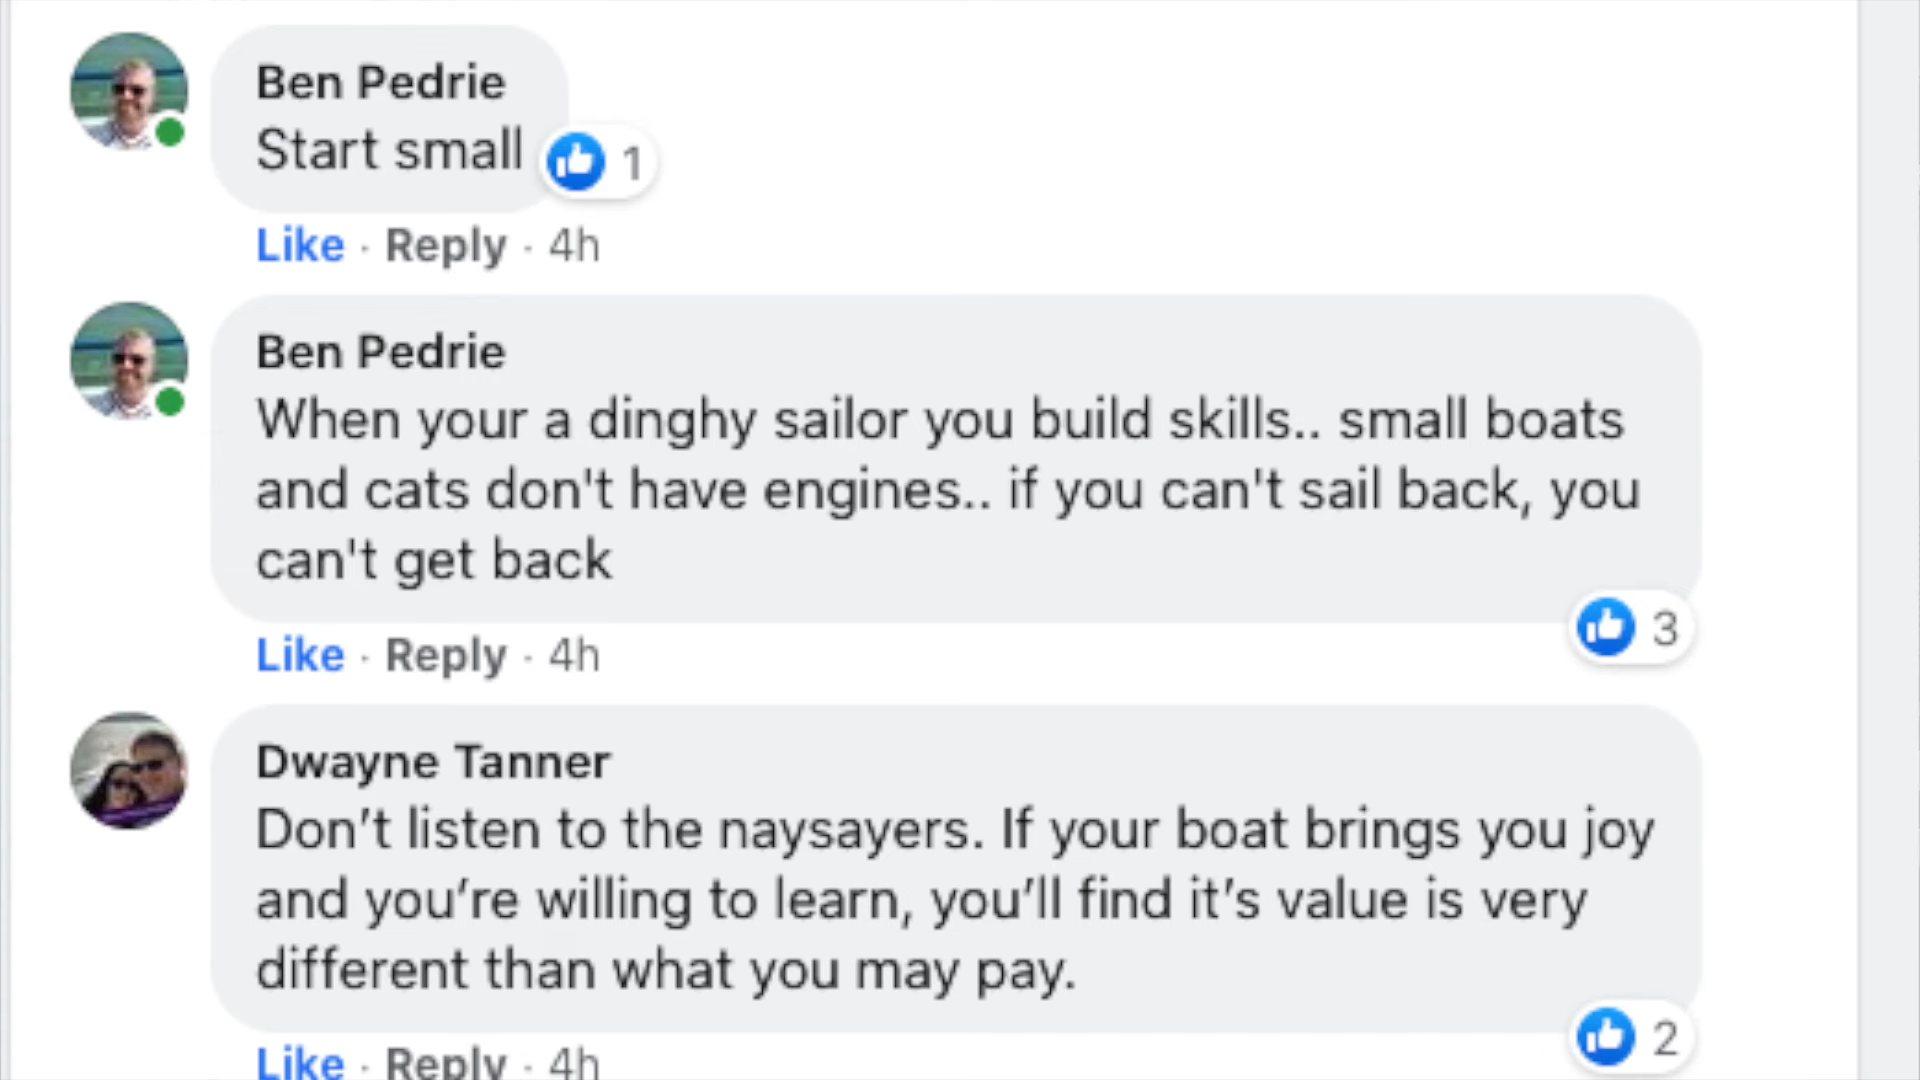 Ben Pedrie
Start small
1
Like · Reply · 4h
Ben Pedrie
When your a dinghy sailor you build skills.. small boats
and cats don't have engines.. if you can't sail back, you
can't get back
3
Like · Reply · 4h
Dwayne Tanner
Don’t listen to the naysayers. If your boat brings you joy
and you’re willing to learn, you’ll find it’s value is very
different than what you may pay.
2
Like · Reply · 4h